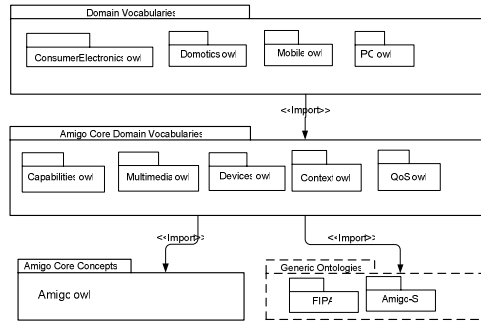 Domain Vocabularies
ConsumerElectronics owl
Domotics owl
Mobile owl
PC owl
<<Import>>
Amigo Core Domain Vocabularies
Capabilities owl
Multimedia owl
Devices owl
Context owl
QoS owl
<<Import>>
<<Import>>
Amigo Core Concepts
Generic Ontologies
Amigo owl
FIPA
Amigo-S